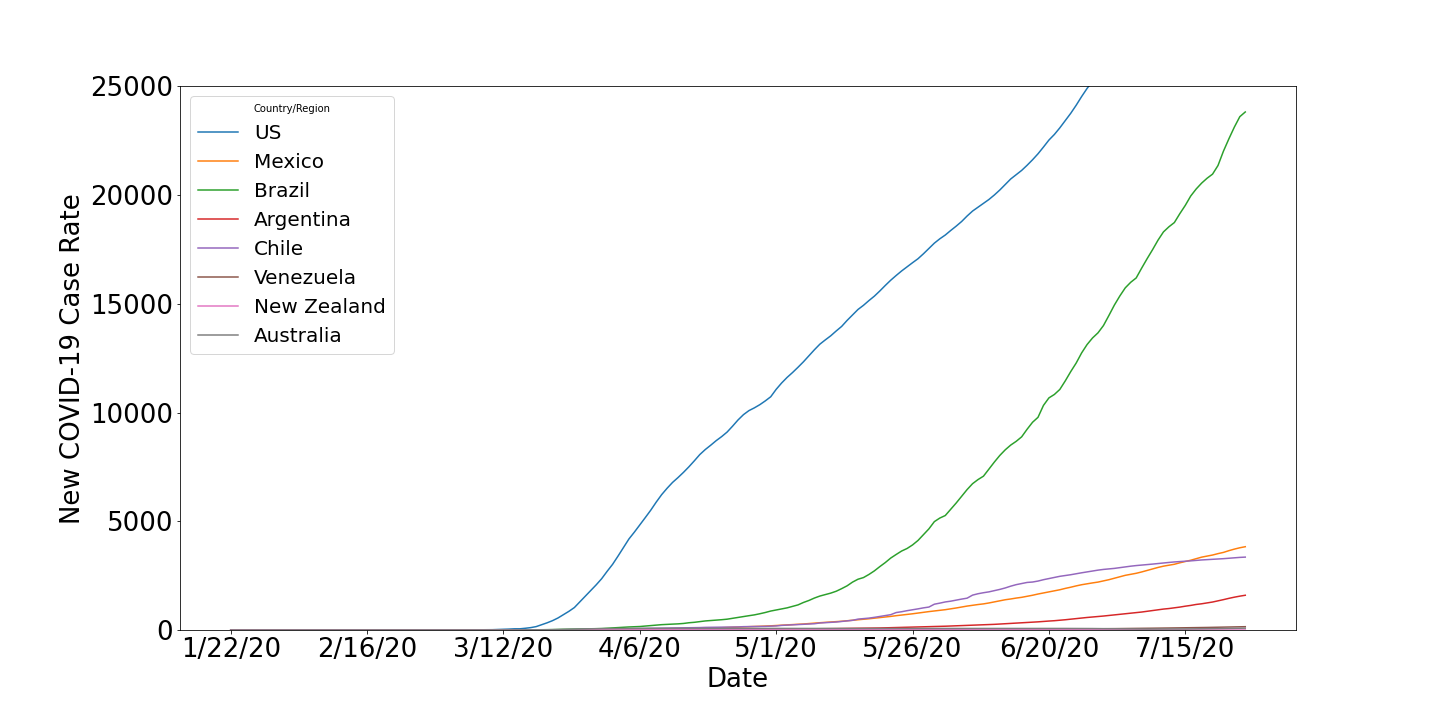 25000
20000
15000
10000
5000
0
New COVID-19 Case Rate
Country/Region
US
Mexico
Brazil
Argentina
Chile
Venezuela
New Zealand
Australia
1/22/20 2/16/20 3/12/20 4/6/20 5/1/20 5/26/20 6/20/20 7/15/20
Date